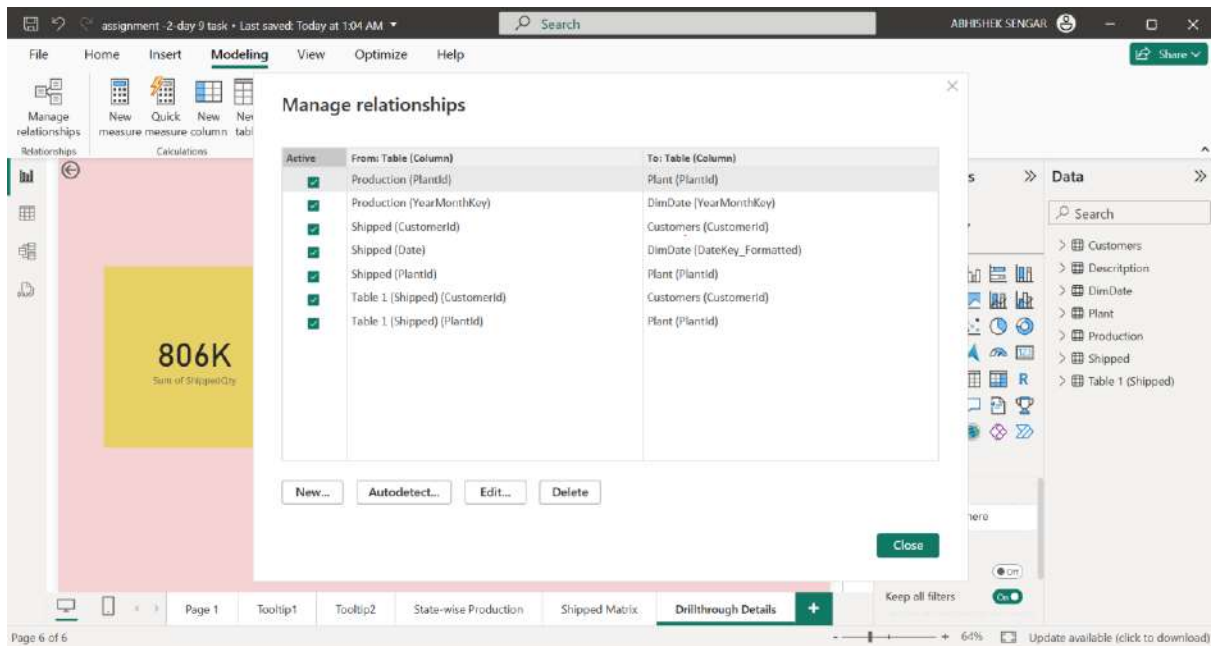 assignment -2-day 9 task • Last saved: Today at 1:04 AM
Search
ABHISHEK SENGAR
File Home Insert Modeling View Optimize Help
Share
Manage relationships
New measure
Quick measure
New column
Relationships
Calculations
Manage relationships
Active From: Table (Column) To: Table (Column)
Production (PlantId) Plant (PlantId)
Production (YearMonthKey) DimDate (YearMonthKey)
Shipped (CustomerId) Customers (CustomerId)
Shipped (Date) DimDate (DateKey_Formatted)
Shipped (PlantId) Plant (PlantId)
Table 1 (Shipped) (CustomerId) Customers (CustomerId)
Table 1 (Shipped) (PlantId) Plant (PlantId)
New... Autodetect... Edit... Delete
Close
806K
Sum of ShippedQty
Data
Search
Customers
Descritption
DimDate
Plant
Production
Shipped
Table 1 (Shipped)
R
Off
Keep all filters On
Page 1 Tooltip1 Tooltip2 State-wise Production Shipped Matrix Drillthrough Details
Page 6 of 6
64%
Update available (click to download)